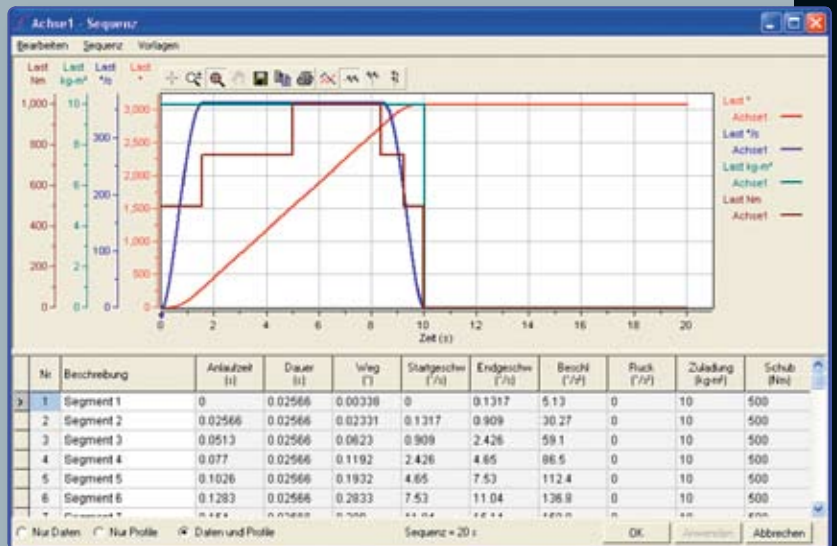 Achse1 - Sequenz
Bearbeiten Sequenz Vorlagen
Last Nm
Last kg-m²
Last °/s
Last °
1,000 10 3,000
800 8 300 2,500
600 6 200 2,000
400 4 1,500
200 2 100 1,000
0 0 0 500
0
0 2 4 6 8 10 12 14 16 18 20
Zeit (s)
Last °
Achse1
Last °/s
Achse1
Last kg-m²
Achse1
Last Nm
Achse1
Nr Beschreibung Anlaufzeit (s) Dauer (s) Weg (°) Startgeschw (°/s) Endgeschw (°/s) Beschl (°/s²) Ruck (°/s³) Zuladung (kg-m²) Schub (Nm)
1 Segment 1 0 0.02566 0.00338 0 0.1317 5.13 0 10 500
2 Segment 2 0.02566 0.02566 0.02331 0.1317 0.909 30.27 0 10 500
3 Segment 3 0.0513 0.02566 0.0623 0.909 2.426 59.1 0 10 500
4 Segment 4 0.077 0.02566 0.1192 2.426 4.65 86.5 0 10 500
5 Segment 5 0.1026 0.02566 0.1932 4.65 7.53 112.4 0 10 500
6 Segment 6 0.1283 0.02566 0.2833 7.53 11.04 136.8 0 10 500
Nur Daten Nur Profile Daten und Profile Sequenz = 20 s OK Anwenden Abbrechen